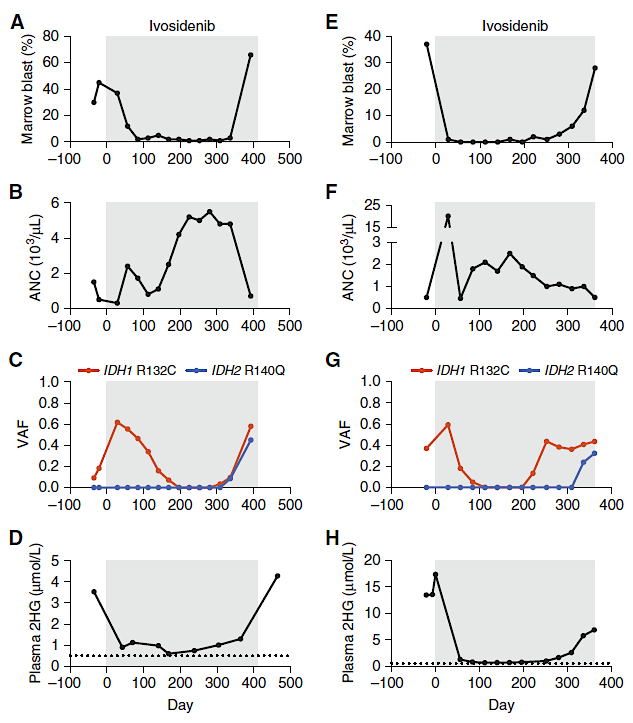 A
Ivosidenib
Marrow blast (%)
80
60
40
20
0
–100 0 100 200 300 400 500
B
ANC (10³/μL)
6
4
2
0
–100 0 100 200 300 400 500
C
IDH1 R132C IDH2 R140Q
VAF
1.0
0.8
0.6
0.4
0.2
0.0
–100 0 100 200 300 400 500
D
Plasma 2HG (μmol/L)
5
4
3
2
1
0
–100 0 100 200 300 400 500
Day
E
Ivosidenib
Marrow blast (%)
40
30
20
10
0
–100 0 100 200 300 400
F
ANC (10³/μL)
25
15
3
2
1
0
–100 0 100 200 300 400
G
IDH1 R132C IDH2 R140Q
VAF
1.0
0.8
0.6
0.4
0.2
0.0
–100 0 100 200 300 400
H
Plasma 2HG (μmol/L)
20
15
10
5
0
–100 0 100 200 300 400
Day